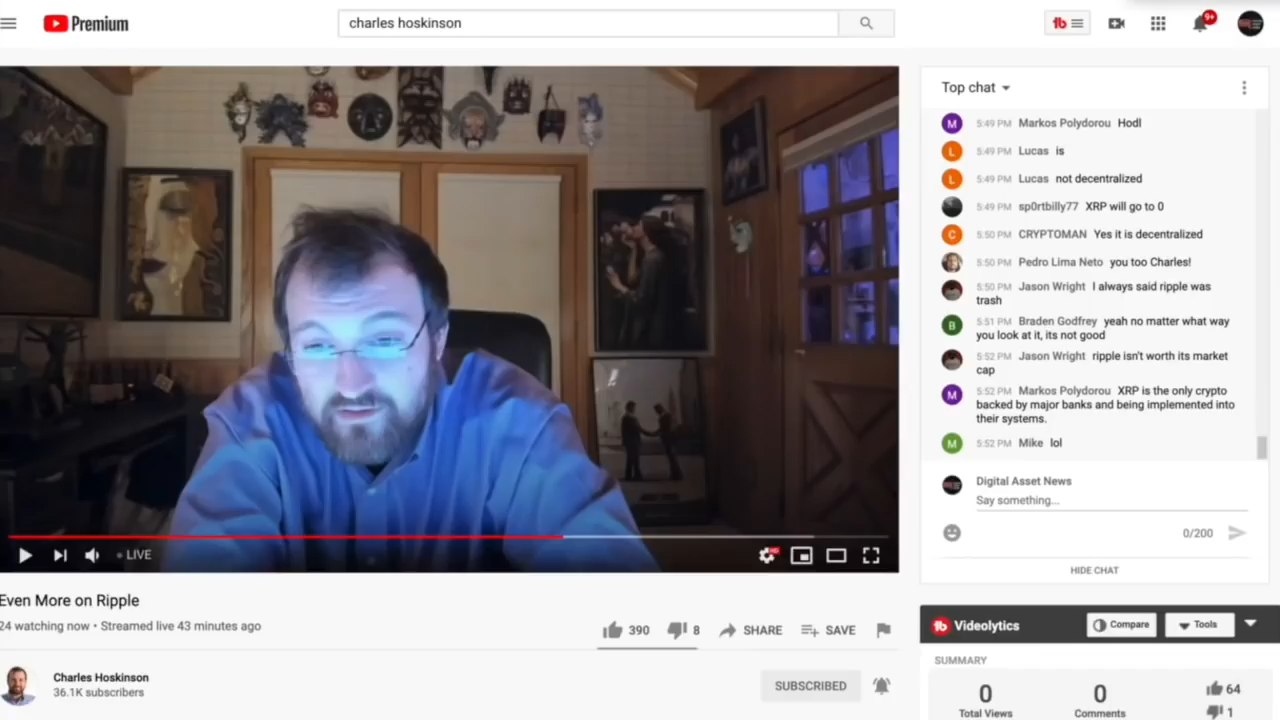 Premium
charles hoskinson
tb
9+
Top chat
M 5:49 PM Markos Polydorou Hodl
L 5:49 PM Lucas is
L 5:49 PM Lucas not decentralized
5:49 PM sp0rtbilly77 XRP will go to 0
C 5:50 PM CRYPTOMAN Yes it is decentralized
5:50 PM Pedro Lima Neto you too Charles!
5:50 PM Jason Wright I always said ripple was
trash
B 5:51 PM Braden Godfrey yeah no matter what way
you look at it, its not good
5:52 PM Jason Wright ripple isn't worth its market
cap
M 5:52 PM Markos Polydorou XRP is the only crypto
backed by major banks and being implemented into
their systems.
M 5:52 PM Mike lol
Digital Asset News
Say something...
0/200
HIDE CHAT
LIVE
HD
Even More on Ripple
24 watching now • Streamed live 43 minutes ago
390 8 SHARE SAVE
Charles Hoskinson
36.1K subscribers
SUBSCRIBED
tb Videolytics Compare Tools
SUMMARY
0 0 64
Total Views Comments 1